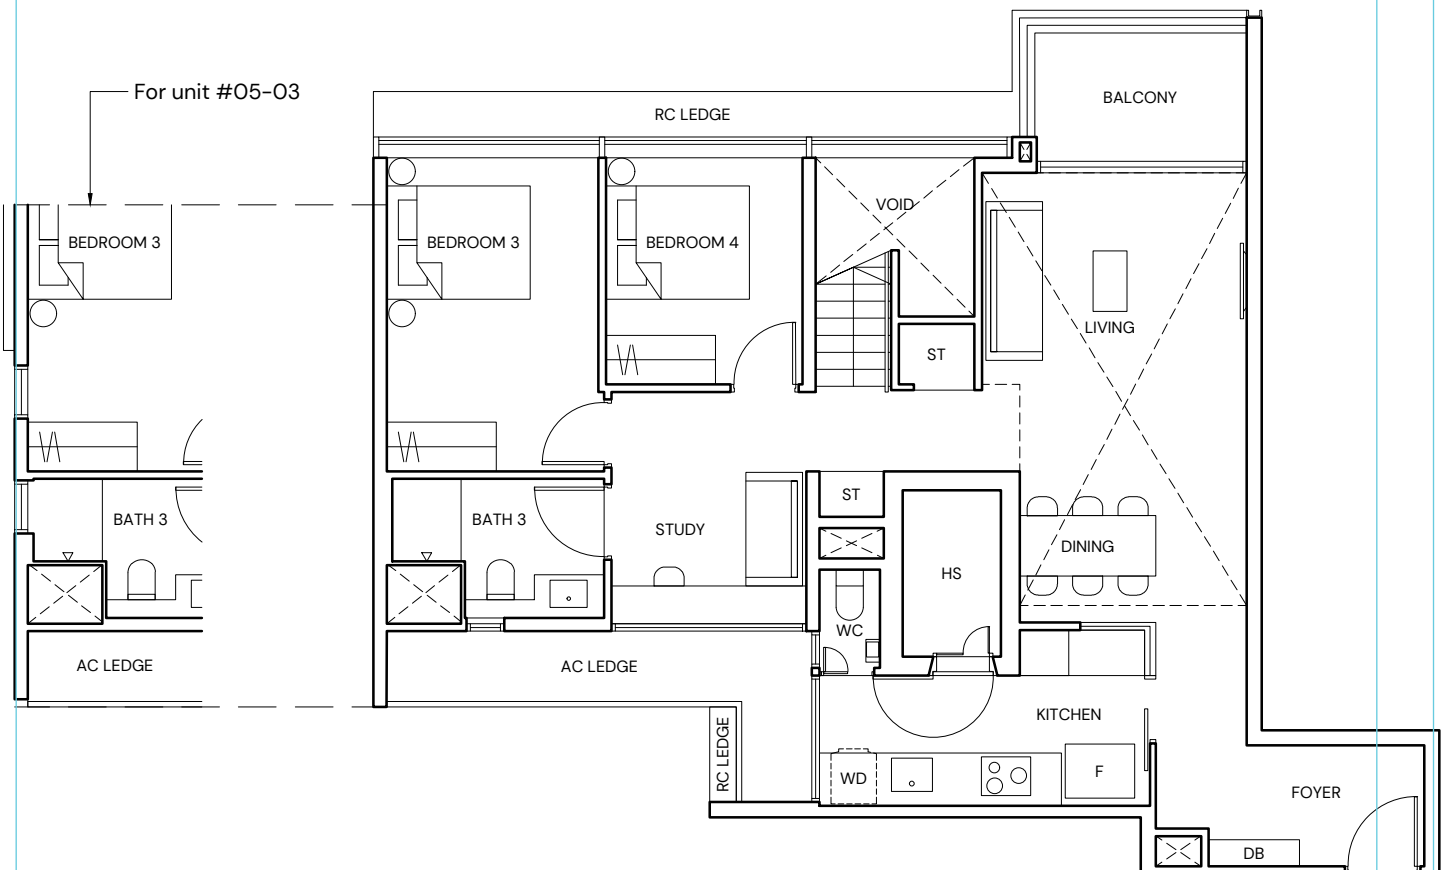 For unit #05-03
BALCONY
RC LEDGE
VOID
BEDROOM 3
BEDROOM 3
BEDROOM 4
LIVING
ST
ST
BATH 3
BATH 3
STUDY
DINING
HS
WC
AC LEDGE
AC LEDGE
KITCHEN
RC LEDGE
WD
F
FOYER
DB